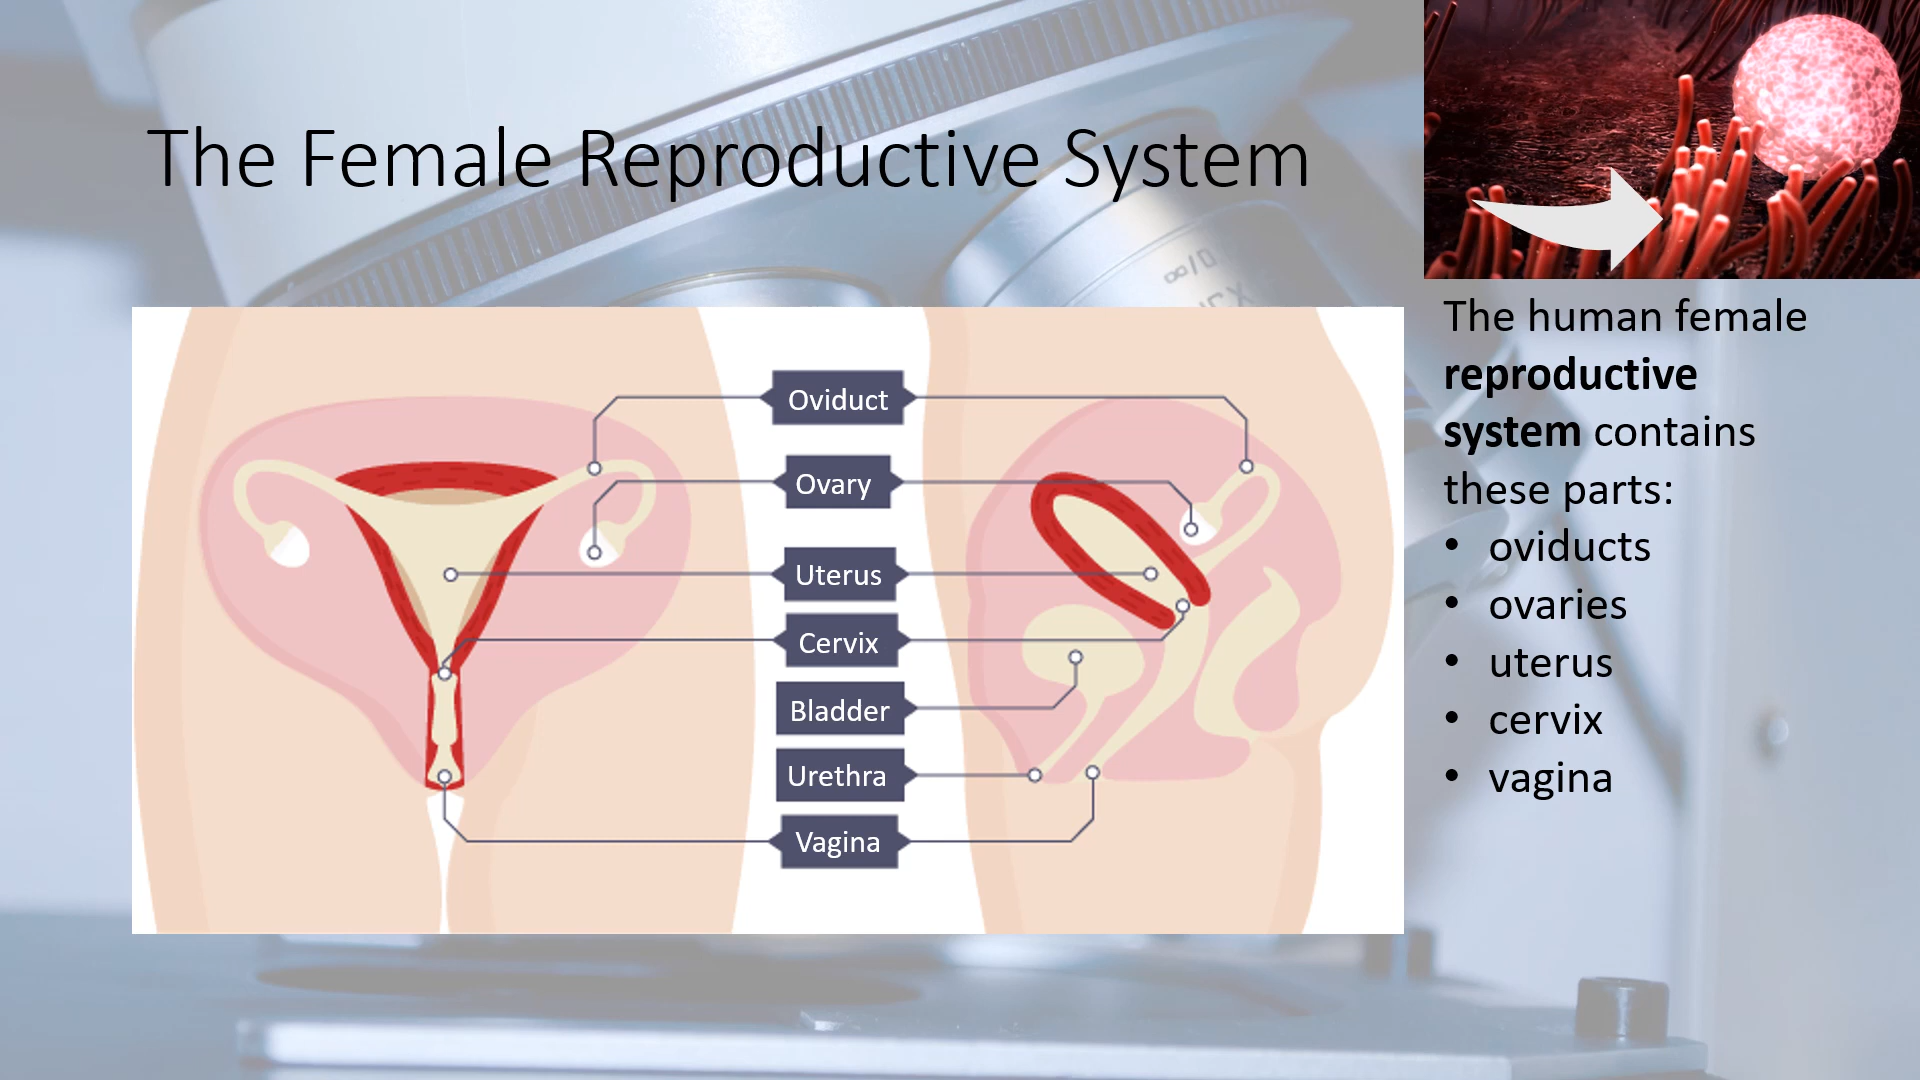 The Female Reproductive System
Oviduct
Ovary
Uterus
Cervix
Bladder
Urethra
Vagina
The human female
reproductive
system contains
these parts:
• oviducts
• ovaries
• uterus
• cervix
• vagina